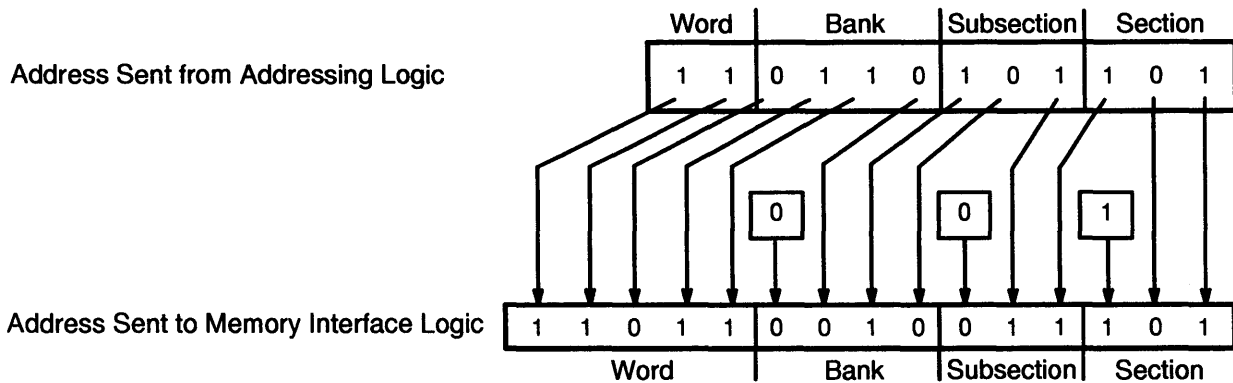 Word Bank Subsection Section
Address Sent from Addressing Logic 1 1 0 1 1 0 1 0 1 1 0 1
0 0 1
Address Sent to Memory Interface Logic 1 1 0 1 1 0 0 1 0 0 1 1 1 0 1
Word Bank Subsection Section